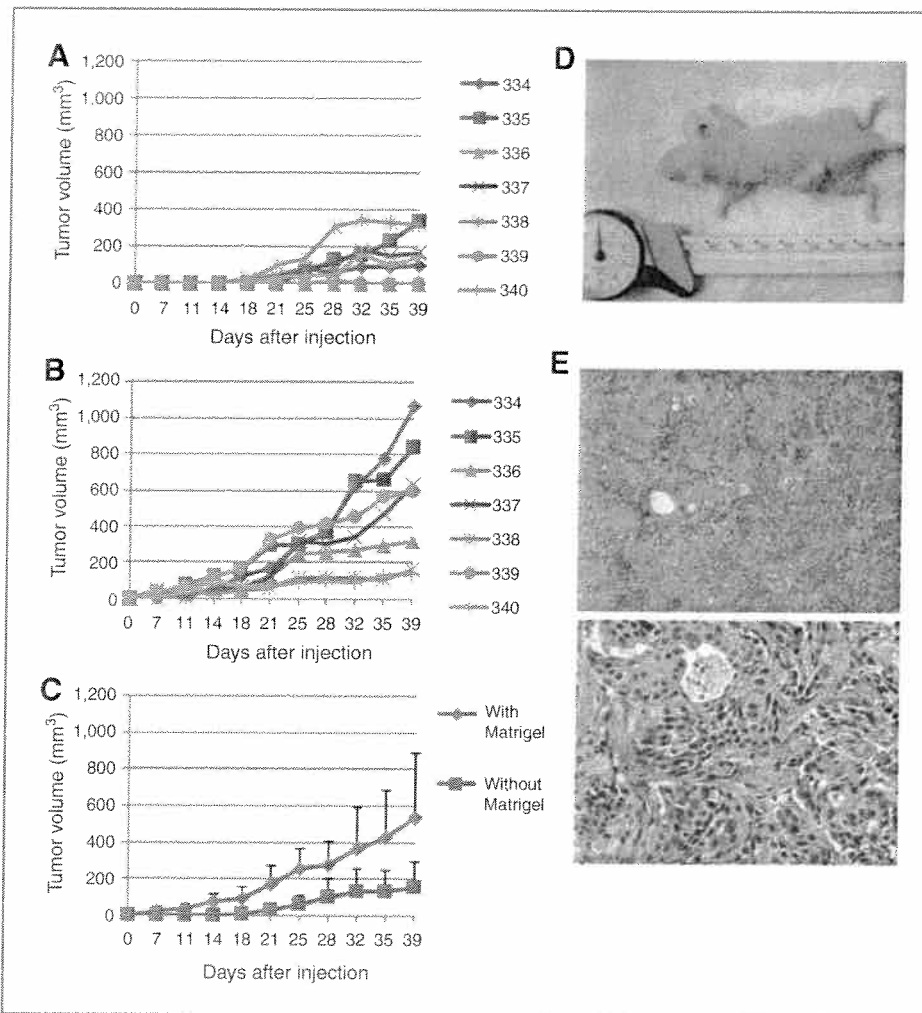 A
Tumor volume (mm³)
1,200
1,000
800
600
400
200
0
0 7 11 14 18 21 25 28 32 35 39
Days after injection
334
335
336
337
338
339
340
B
Tumor volume (mm³)
1,200
1,000
800
600
400
200
0
0 7 11 14 18 21 25 28 32 35 39
Days after injection
334
335
336
337
338
339
340
C
Tumor volume (mm³)
1,200
1,000
800
600
400
200
0
0 7 11 14 18 21 25 28 32 35 39
Days after injection
With
Matrigel
Without
Matrigel
D
E